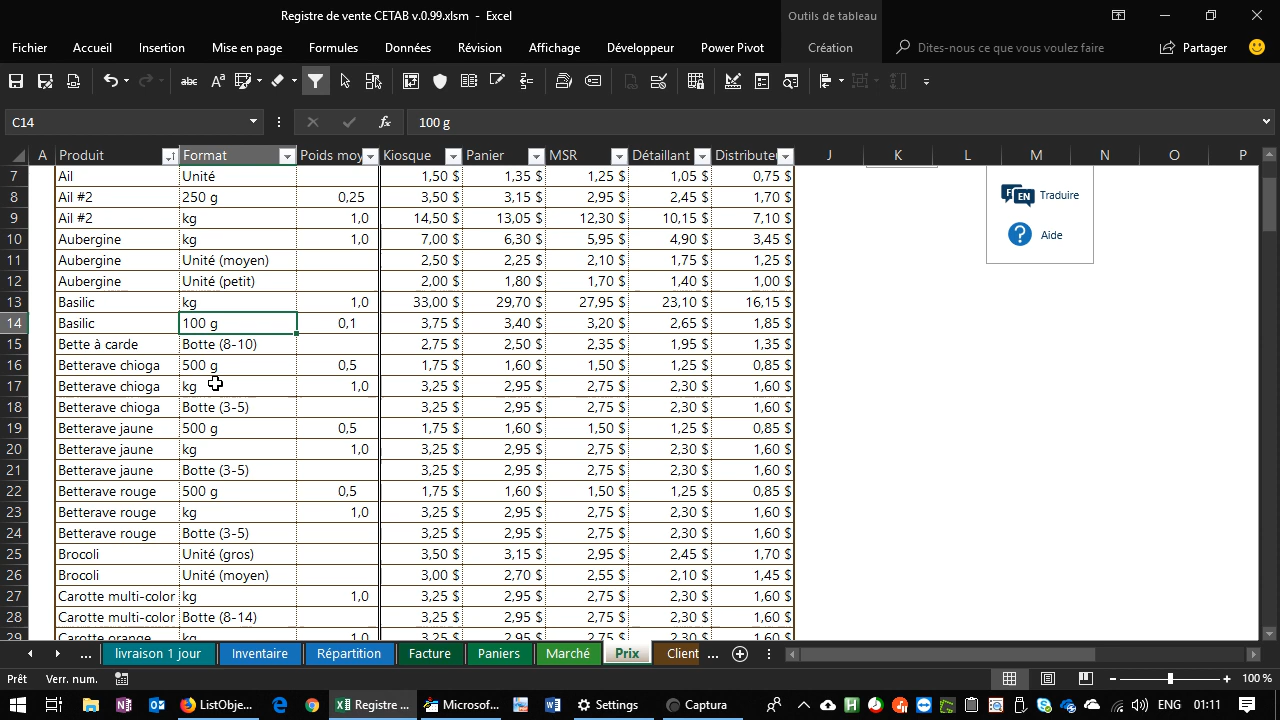 Registre de vente CETAB v.0.99.xlsm - Excel
Outils de tableau
Fichier Accueil Insertion Mise en page Formules Données Révision Affichage Développeur Power Pivot Création Dites-nous ce que vous voulez faire Partager
C14 fx 100 g
A Produit Format Poids moy Kiosque Panier MSR Détaillant Distribute J K L M N O P
7 Ail Unité 1,50 $ 1,35 $ 1,25 $ 1,05 $ 0,75 $
8 Ail #2 250 g 0,25 3,50 $ 3,15 $ 2,95 $ 2,45 $ 1,70 $
9 Ail #2 kg 1,0 14,50 $ 13,05 $ 12,30 $ 10,15 $ 7,10 $
10 Aubergine kg 1,0 7,00 $ 6,30 $ 5,95 $ 4,90 $ 3,45 $
11 Aubergine Unité (moyen) 2,50 $ 2,25 $ 2,10 $ 1,75 $ 1,25 $
12 Aubergine Unité (petit) 2,00 $ 1,80 $ 1,70 $ 1,40 $ 1,00 $
13 Basilic kg 1,0 33,00 $ 29,70 $ 27,95 $ 23,10 $ 16,15 $
14 Basilic 100 g 0,1 3,75 $ 3,40 $ 3,20 $ 2,65 $ 1,85 $
15 Bette à carde Botte (8-10) 2,75 $ 2,50 $ 2,35 $ 1,95 $ 1,35 $
16 Betterave chioga 500 g 0,5 1,75 $ 1,60 $ 1,50 $ 1,25 $ 0,85 $
17 Betterave chioga kg 1,0 3,25 $ 2,95 $ 2,75 $ 2,30 $ 1,60 $
18 Betterave chioga Botte (3-5) 3,25 $ 2,95 $ 2,75 $ 2,30 $ 1,60 $
19 Betterave jaune 500 g 0,5 1,75 $ 1,60 $ 1,50 $ 1,25 $ 0,85 $
20 Betterave jaune kg 1,0 3,25 $ 2,95 $ 2,75 $ 2,30 $ 1,60 $
21 Betterave jaune Botte (3-5) 3,25 $ 2,95 $ 2,75 $ 2,30 $ 1,60 $
22 Betterave rouge 500 g 0,5 1,75 $ 1,60 $ 1,50 $ 1,25 $ 0,85 $
23 Betterave rouge kg 1,0 3,25 $ 2,95 $ 2,75 $ 2,30 $ 1,60 $
24 Betterave rouge Botte (3-5) 3,25 $ 2,95 $ 2,75 $ 2,30 $ 1,60 $
25 Brocoli Unité (gros) 3,50 $ 3,15 $ 2,95 $ 2,45 $ 1,70 $
26 Brocoli Unité (moyen) 3,00 $ 2,70 $ 2,55 $ 2,10 $ 1,45 $
27 Carotte multi-color kg 1,0 3,25 $ 2,95 $ 2,75 $ 2,30 $ 1,60 $
28 Carotte multi-color Botte (8-14) 3,25 $ 2,95 $ 2,75 $ 2,30 $ 1,60 $
29 Carotte orange kg 1,0 3,25 $ 2,95 $ 2,75 $ 2,30 $ 1,60 $
FR EN Traduire
? Aide
... livraison 1 jour Inventaire Répartition Facture Paniers Marché Prix Client ...
Prêt Verr. num. 100 %
ListObje... Registre ... Microsof... Settings Captura ENG 01:11